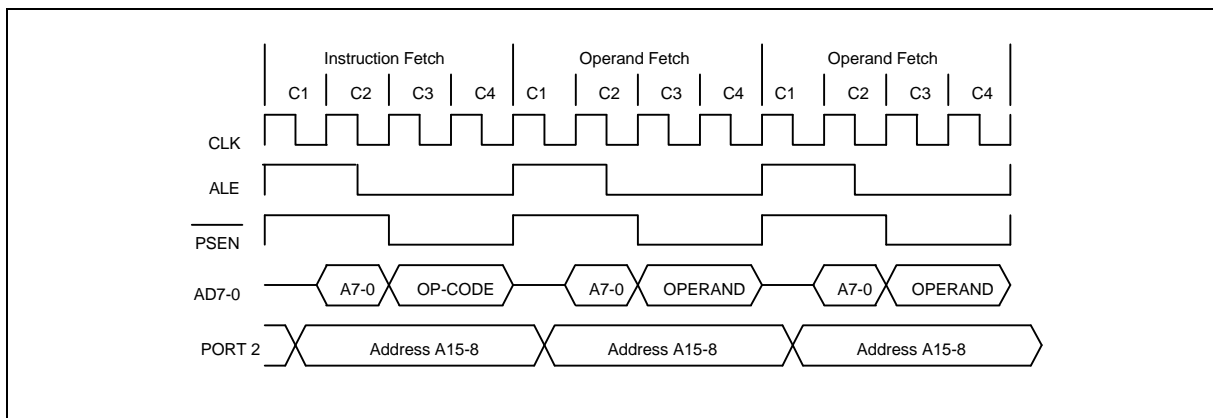 Instruction Fetch Operand Fetch Operand Fetch
C1 C2 C3 C4 C1 C2 C3 C4 C1 C2 C3 C4
CLK
ALE
PSEN
AD7-0 A7-0 OP-CODE A7-0 OPERAND A7-0 OPERAND
PORT 2 Address A15-8 Address A15-8 Address A15-8